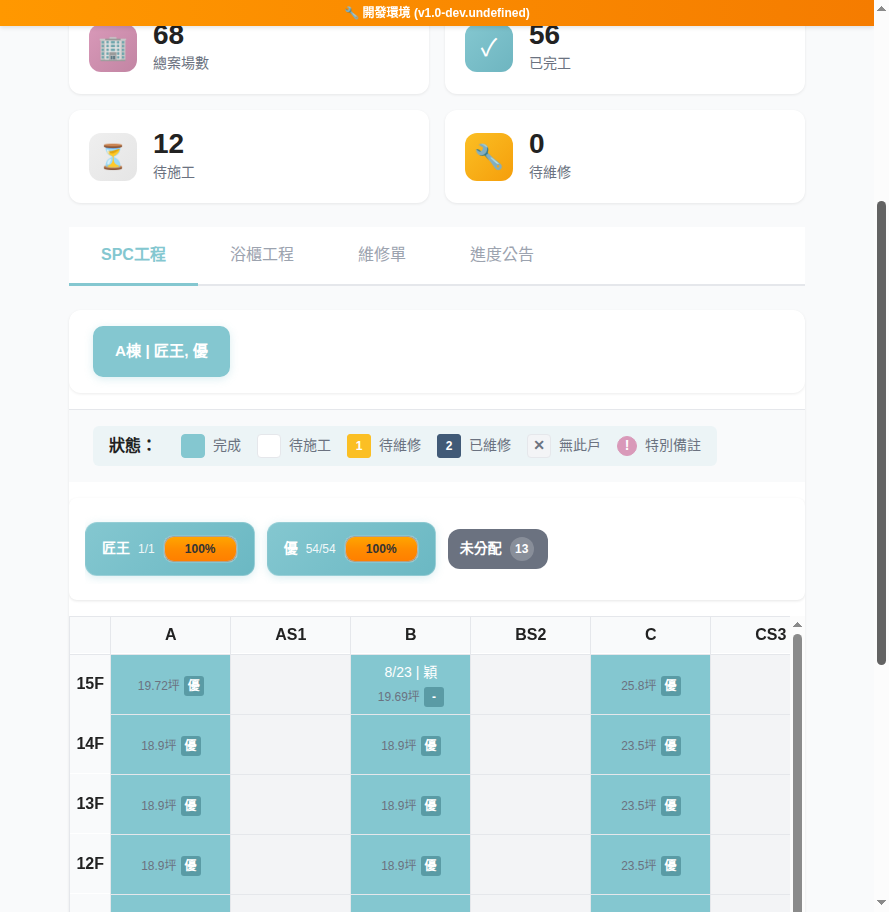 🔧 開發環境 (v1.0-dev.undefined)
68
總案場數
56
已完工
12
待施工
0
待維修
SPC工程 浴櫃工程 維修單 進度公告
A棟 | 匠王, 優
狀態： 完成 待施工 1 待維修 2 已維修 ✕ 無此戶 ! 特別備註
匠王 1/1 100% 優 54/54 100% 未分配 13
A AS1 B BS2 C CS3
15F 19.72坪 優 8/23 | 穎 19.69坪 - 25.8坪 優
14F 18.9坪 優 18.9坪 優 23.5坪 優
13F 18.9坪 優 18.9坪 優 23.5坪 優
12F 18.9坪 優 18.9坪 優 23.5坪 優